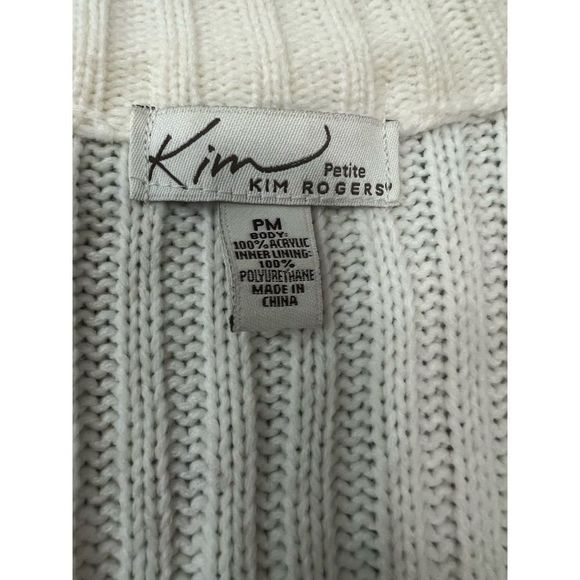 Kim
Petite
KIM ROGERS
PM
BODY:
100% ACRYLIC
INNER LINING:
100%
POLYURETHANE
MADE IN
CHINA